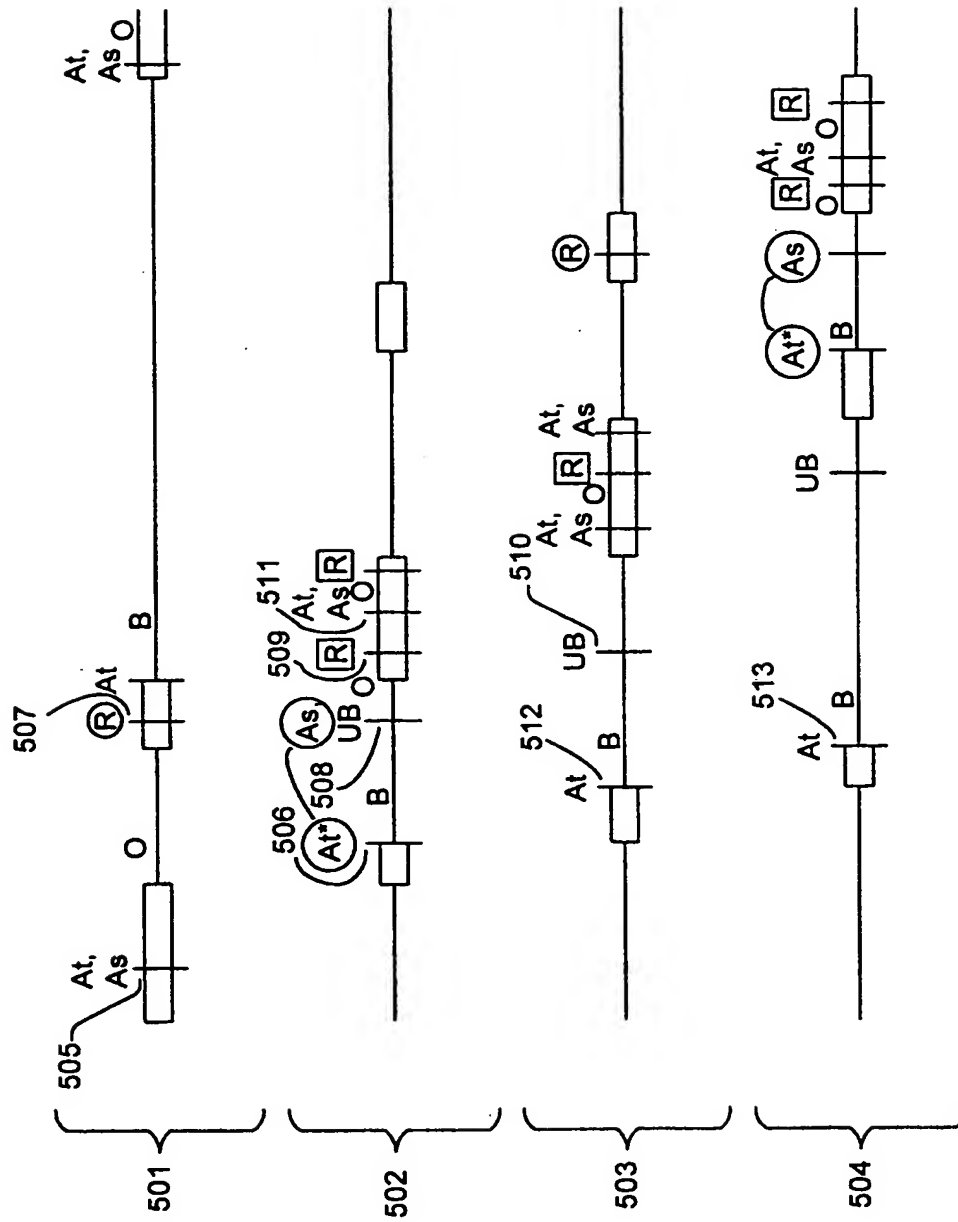 501
505
At,
As
O
507
R
At
B
At,
As O
502
506
At*
B
508
As,
UB
O
509
R
511
At,
As
O
R
503
512
At
B
510
UB
At,
As
O
R
At,
As
R
504
513
At
B
UB
At*
B
As
R
O
At,
As
O
R